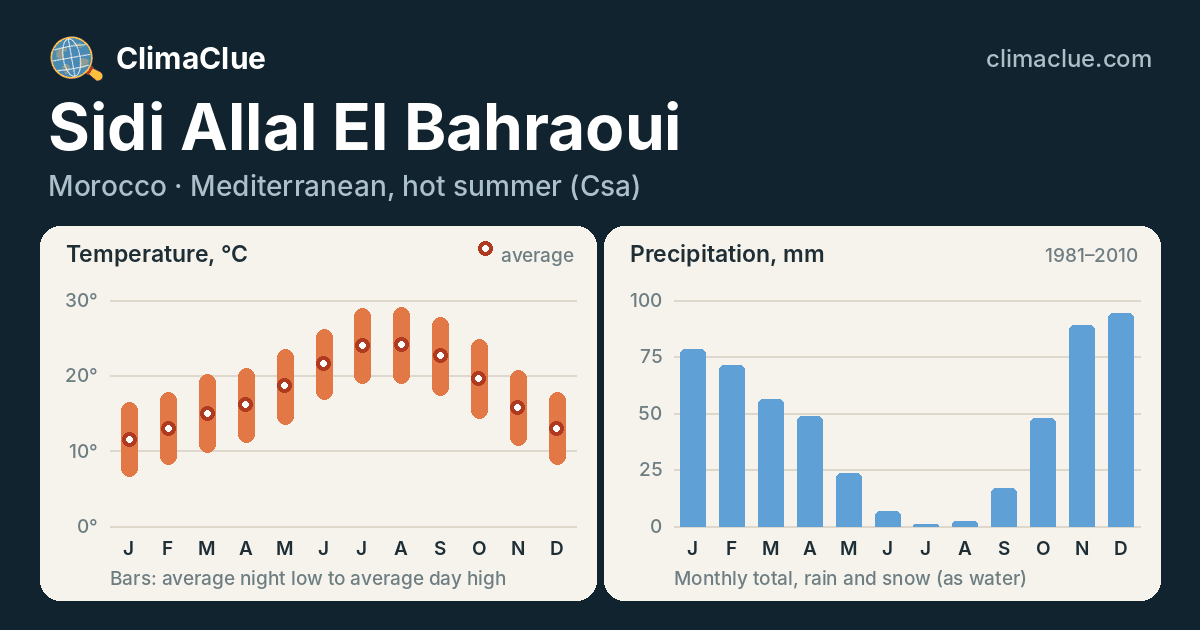 ClimaClue
climaclue.com
Sidi Allal El Bahraoui
Morocco · Mediterranean, hot summer (Csa)
Temperature, °C
average
30°
20°
10°
0°
J F M A M J J A S O N D
Bars: average night low to average day high
Precipitation, mm
1981–2010
100
75
50
25
0
J F M A M J J A S O N D
Monthly total, rain and snow (as water)